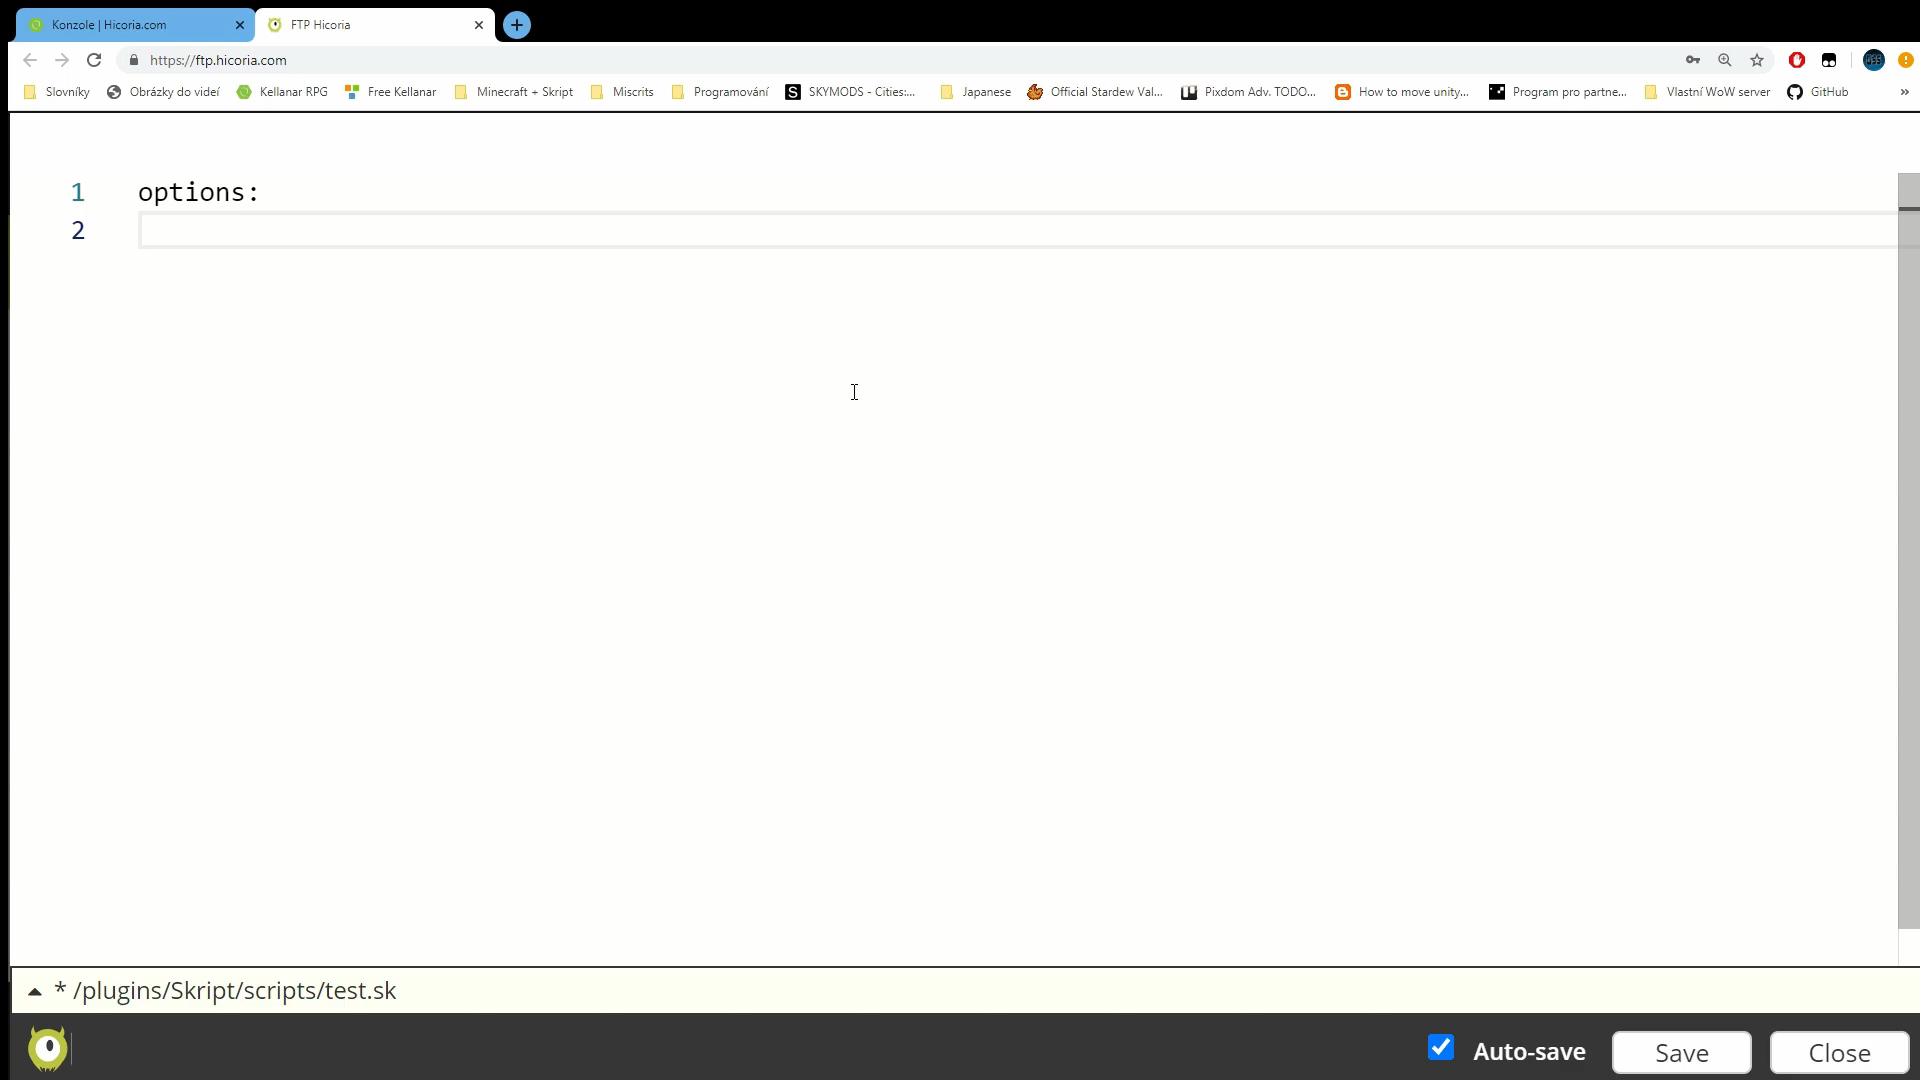 Konzole | Hicoria.com
FTP Hicoria
https://ftp.hicoria.com
Slovníky
Obrázky do videí
Kellanar RPG
Free Kellanar
Minecraft + Skript
Miscrits
Programování
SKYMODS - Cities:...
Japanese
Official Stardew Val...
Pixdom Adv. TODO...
How to move unity...
Program pro partne...
Vlastní WoW server
GitHub
»
1 options:
2
* /plugins/Skript/scripts/test.sk
Auto-save
Save
Close